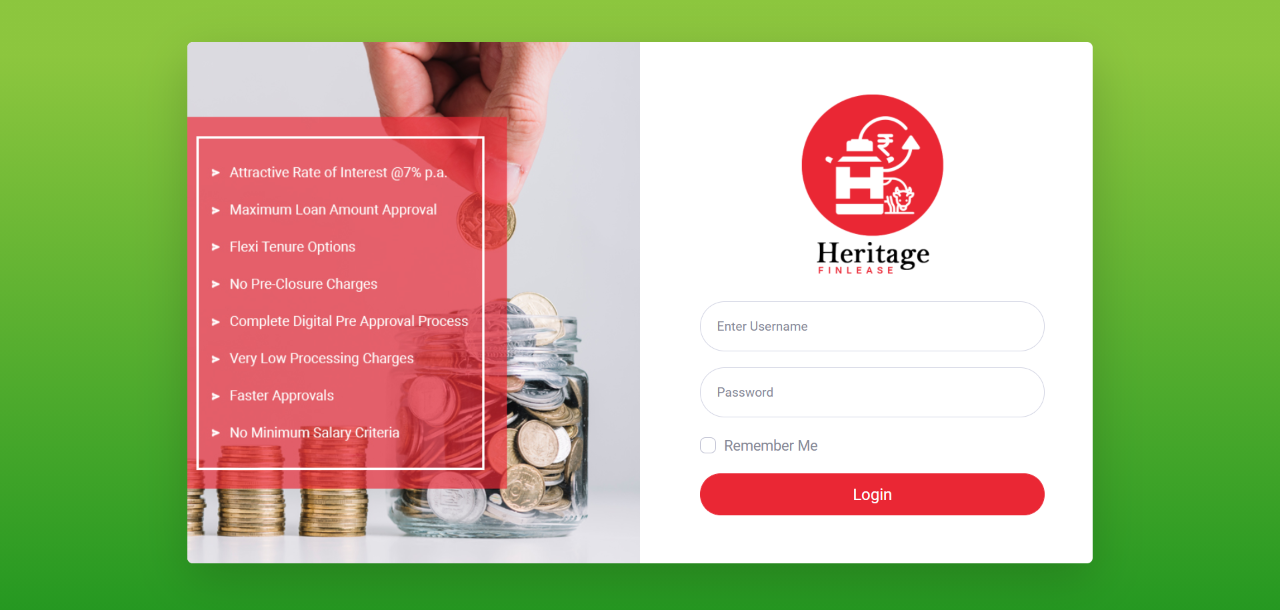 Attractive Rate of Interest @7% p.a.
Maximum Loan Amount Approval
Flexi Tenure Options
No Pre-Closure Charges
Complete Digital Pre Approval Process
Very Low Processing Charges
Faster Approvals
No Minimum Salary Criteria
₹
H
Heritage
FINLEASE
Enter Username
Password
Remember Me
Login